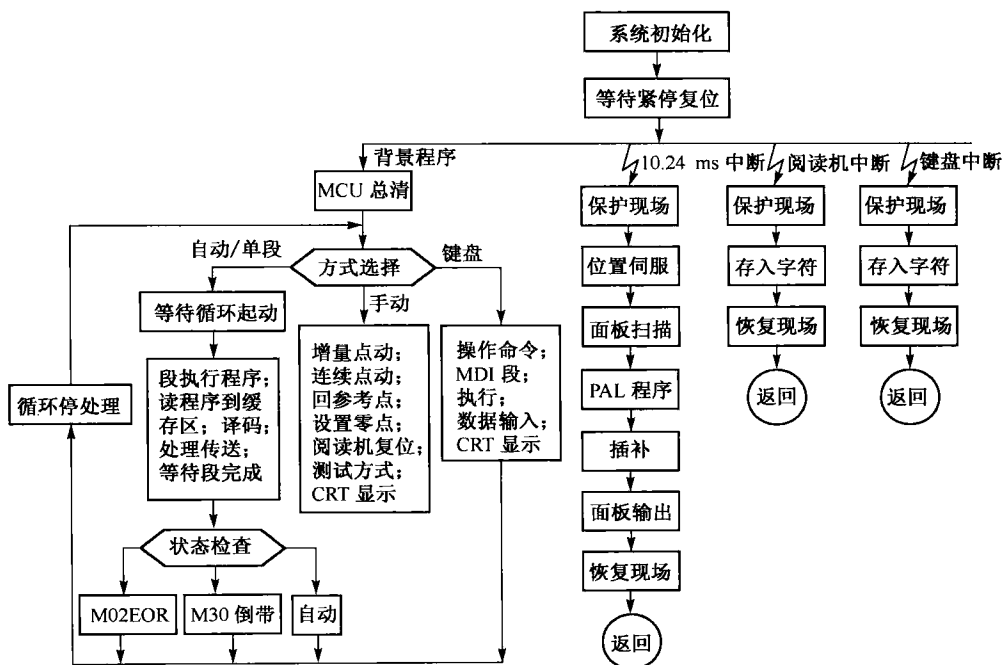 系统初始化
等待紧停复位
背景程序
10.24 ms 中断
阅读机中断
键盘中断
MCU 总清
自动/单段
方式选择
键盘
手动
等待循环起动
段执行程序;
读程序到缓
存区;译码;
处理传送;
等待段完成
循环停处理
增量点动;
连续点动;
回参考点;
设置零点;
阅读机复位;
测试方式;
CRT 显示
操作命令;
MDI 段;
执行;
数据输入;
CRT 显示
状态检查
M02EOR
M30 倒带
自动
保护现场
位置伺服
面板扫描
PAL 程序
插补
面板输出
恢复现场
返回
保护现场
存入字符
恢复现场
返回
保护现场
存入字符
恢复现场
返回